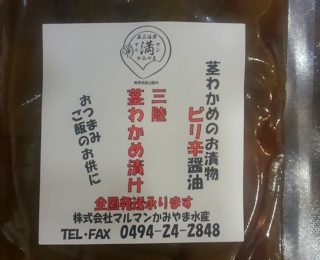 満
茎わかめのお漬物
ピリ辛醤油
三陸
茎わかめ漬け
おつまみ
ご飯のお供に
全国発送承ります
株式会社マルマンかみやま水産
TEL・FAX 0494-24-2848